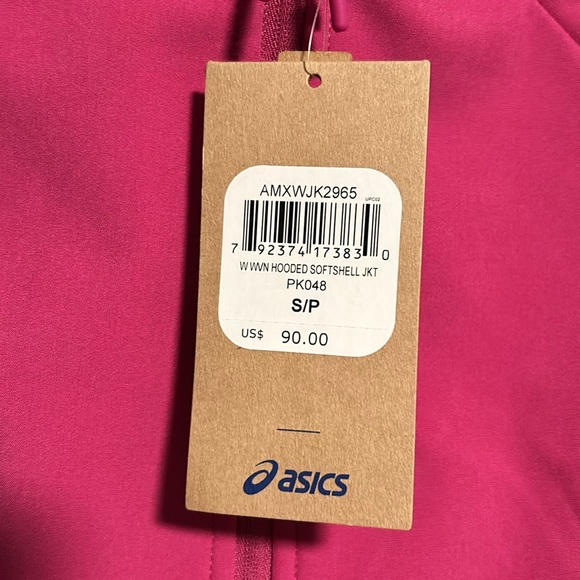 AMXWJK2965
UPC02
7 92374 17383 0
W WVN HOODED SOFTSHELL JKT
PK048
S/P
US$ 90.00
asics